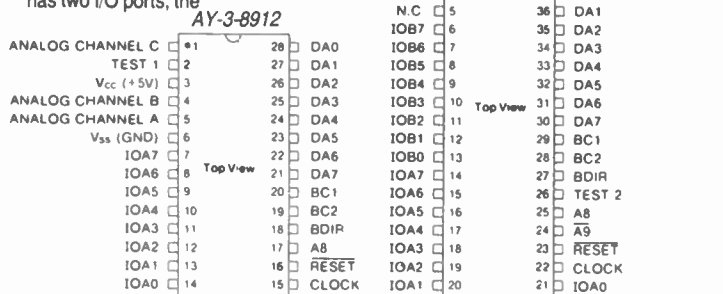 has two I/O ports, the
AY-3-8912
ANALOG CHANNEL C 1 28 DA0
TEST 1 2 27 DA1
Vcc (+5V) 3 26 DA2
ANALOG CHANNEL B 4 25 DA3
ANALOG CHANNEL A 5 24 DA4
Vss (GND) 6 23 DA5
IOA7 7 22 DA6
IOA6 8 Top View 21 DA7
IOA5 9 20 BC1
IOA4 10 19 BC2
IOA3 11 18 BDIR
IOA2 12 17 A8
IOA1 13 16 RESET
IOA0 14 15 CLOCK
N.C 5 36 DA1
IOB7 6 35 DA2
IOB6 7 34 DA3
IOB5 8 33 DA4
IOB4 9 32 DA5
IOB3 10 Top View 31 DA6
IOB2 11 30 DA7
IOB1 12 29 BC1
IOB0 13 28 BC2
IOA7 14 27 BDIR
IOA6 15 26 TEST 2
IOA5 16 25 A8
IOA4 17 24 A9
IOA3 18 23 RESET
IOA2 19 22 CLOCK
IOA1 20 21 IOA0